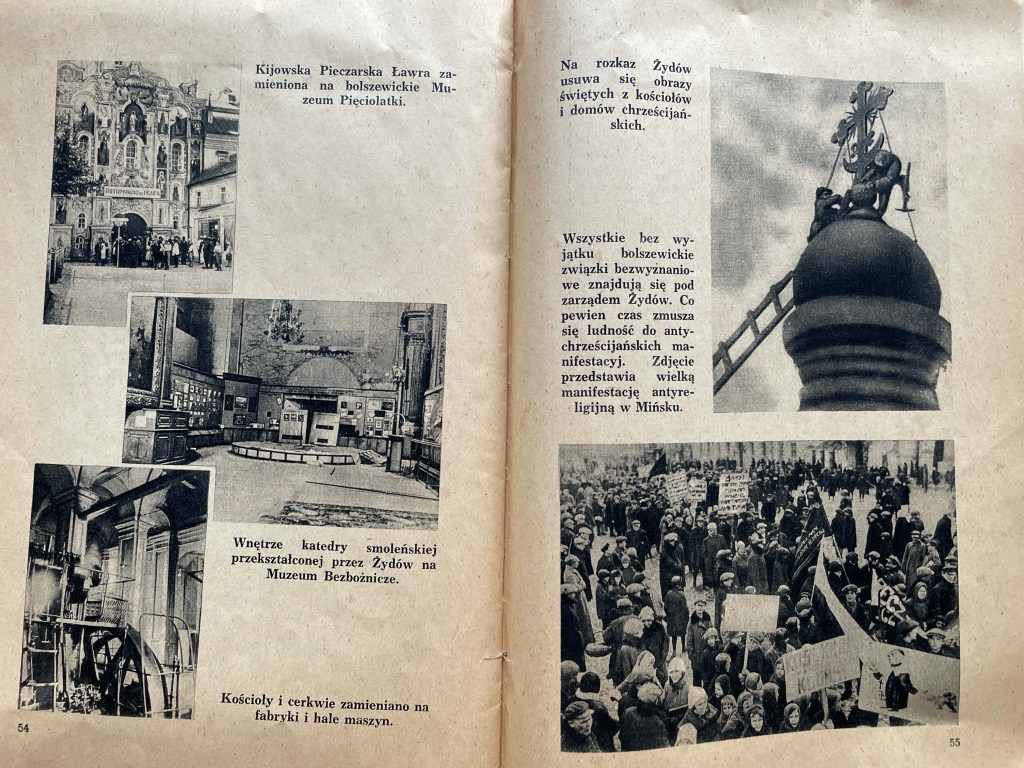 Kijowska Pieczarska Ławra za-
mieniona na bolszewickie Mu-
zeum Pięciolatki.
Wnętrze katedry smoleńskiej
przekształconej przez Żydów na
Muzeum Bezbożnicze.
Kościoły i cerkwie zamieniano na
fabryki i hale maszyn.
54
Na rozkaz Żydów
usuwa się obrazy
świętych z kościołów
i domów chrześcijań-
skich.
Wszystkie bez wy-
jątku bolszewickie
związki bezwyznanio-
we znajdują się pod
zarządem Żydów. Co
pewien czas zmusza
się ludność do anty-
chrześcijańskich ma-
nifestacyj. Zdjęcie
przedstawia wielką
manifestację antyre-
ligijną w Mińsku.
55